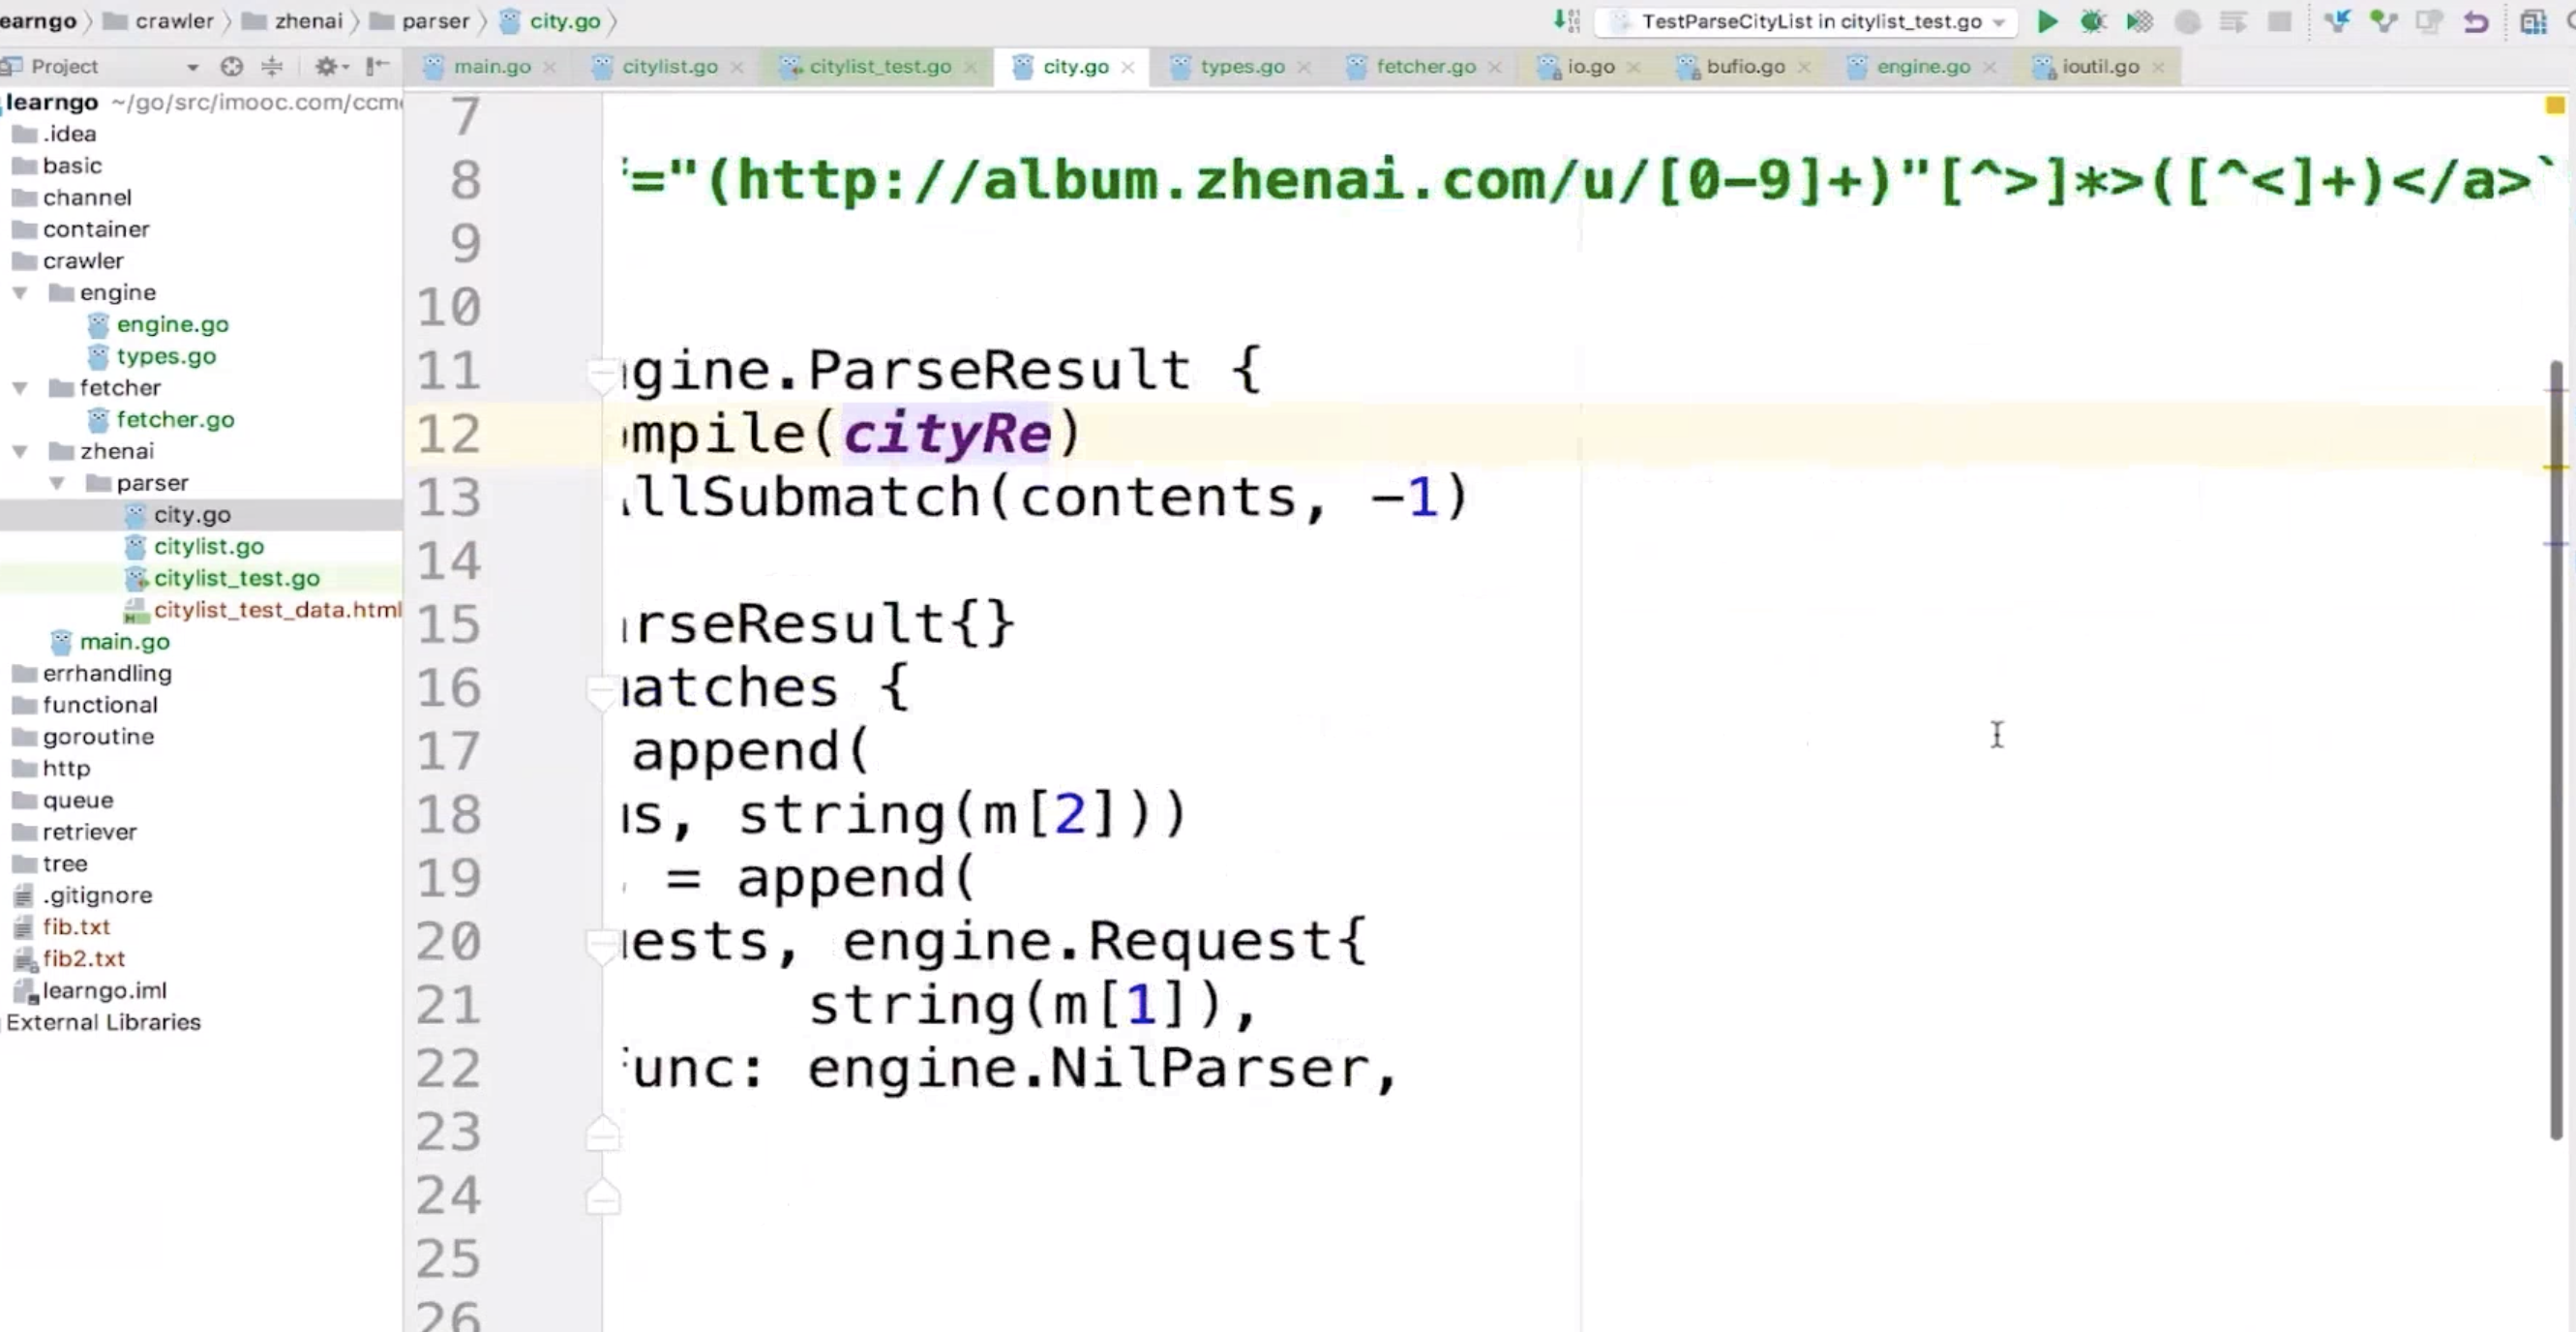 earngo crawler zhenai parser city.go
TestParseCityList in citylist_test.go
Project
main.go citylist.go citylist_test.go city.go types.go fetcher.go io.go bufio.go engine.go ioutil.go
learngo ~/go/src/imooc.com/ccm
.idea
basic
channel
container
crawler
engine
engine.go
types.go
fetcher
fetcher.go
zhenai
parser
city.go
citylist.go
citylist_test.go
citylist_test_data.html
main.go
errhandling
functional
goroutine
http
queue
retriever
tree
.gitignore
fib.txt
fib2.txt
learngo.iml
External Libraries
7
8 ="(http://album.zhenai.com/u/[0-9]+)"[^>]*>([^<]+)</a>`
9
10
11 gine.ParseResult {
12 mpile(cityRe)
13 llSubmatch(contents, -1)
14
15 rseResult{}
16 atches {
17 append(
18 s, string(m[2]))
19 = append(
20 ests, engine.Request{
21 string(m[1]),
22 unc: engine.NilParser,
23
24
25
26